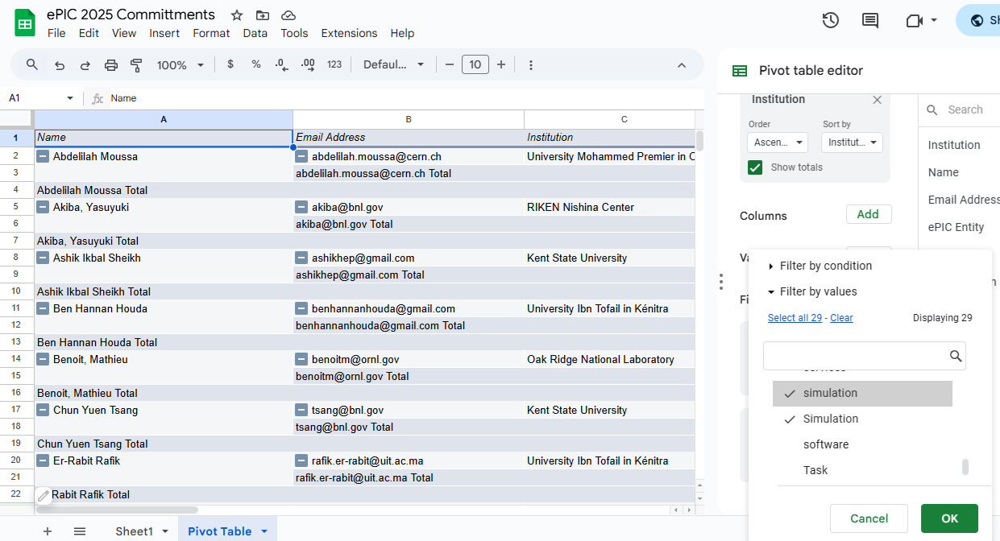 ePIC 2025 Committments
File Edit View Insert Format Data Tools Extensions Help
100% $ % .0 .00 123 Defaul... 10
Pivot table editor
A1 Name
Institution
Search
A B C
Order Sort by
1 Name Email Address Institution
Ascen... Institut...
Institution
2 Abdelilah Moussa abdelilah.moussa@cern.ch University Mohammed Premier in
Show totals
3 abdelilah.moussa@cern.ch Total
Name
4 Abdelilah Moussa Total
Email Address
5 Akiba, Yasuyuki akiba@bnl.gov RIKEN Nishina Center
Columns Add
6 akiba@bnl.gov Total
ePIC Entity
7 Akiba, Yasuyuki Total
8 Ashik Ikbal Sheikh ashikhep@gmail.com Kent State University
Filter by condition
9 ashikhep@gmail.com Total
10 Ashik Ikbal Sheikh Total
Filter by values
11 Ben Hannan Houda benhannanhouda@gmail.com University Ibn Tofail in Kénitra
Select all 29 - Clear Displaying 29
12 benhannanhouda@gmail.com Total
13 Ben Hannan Houda Total
14 Benoit, Mathieu benoitm@ornl.gov Oak Ridge National Laboratory
15 benoitm@ornl.gov Total
16 Benoit, Mathieu Total
simulation
17 Chun Yuen Tsang tsang@bnl.gov Kent State University
Simulation
18 tsang@bnl.gov Total
19 Chun Yuen Tsang Total
software
20 Er-Rabit Rafik rafik.er-rabit@uit.ac.ma University Ibn Tofail in Kénitra
Task
21 rafik.er-rabit@uit.ac.ma Total
22 Rabit Rafik Total
Cancel OK
Sheet1 Pivot Table